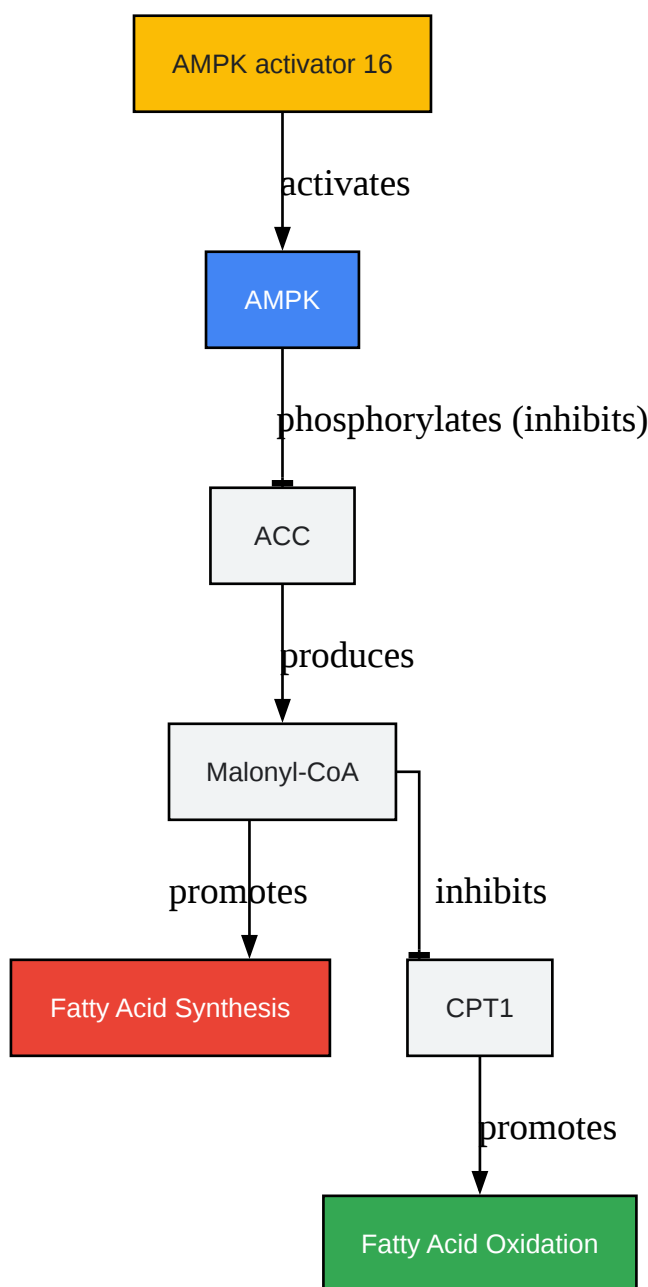 AMPK activator 16
activates
AMPK
phosphorylates (inhibits)
ACC
produces
Malonyl-CoA
promotes
inhibits
Fatty Acid Synthesis
CPT1
promotes
Fatty Acid Oxidation